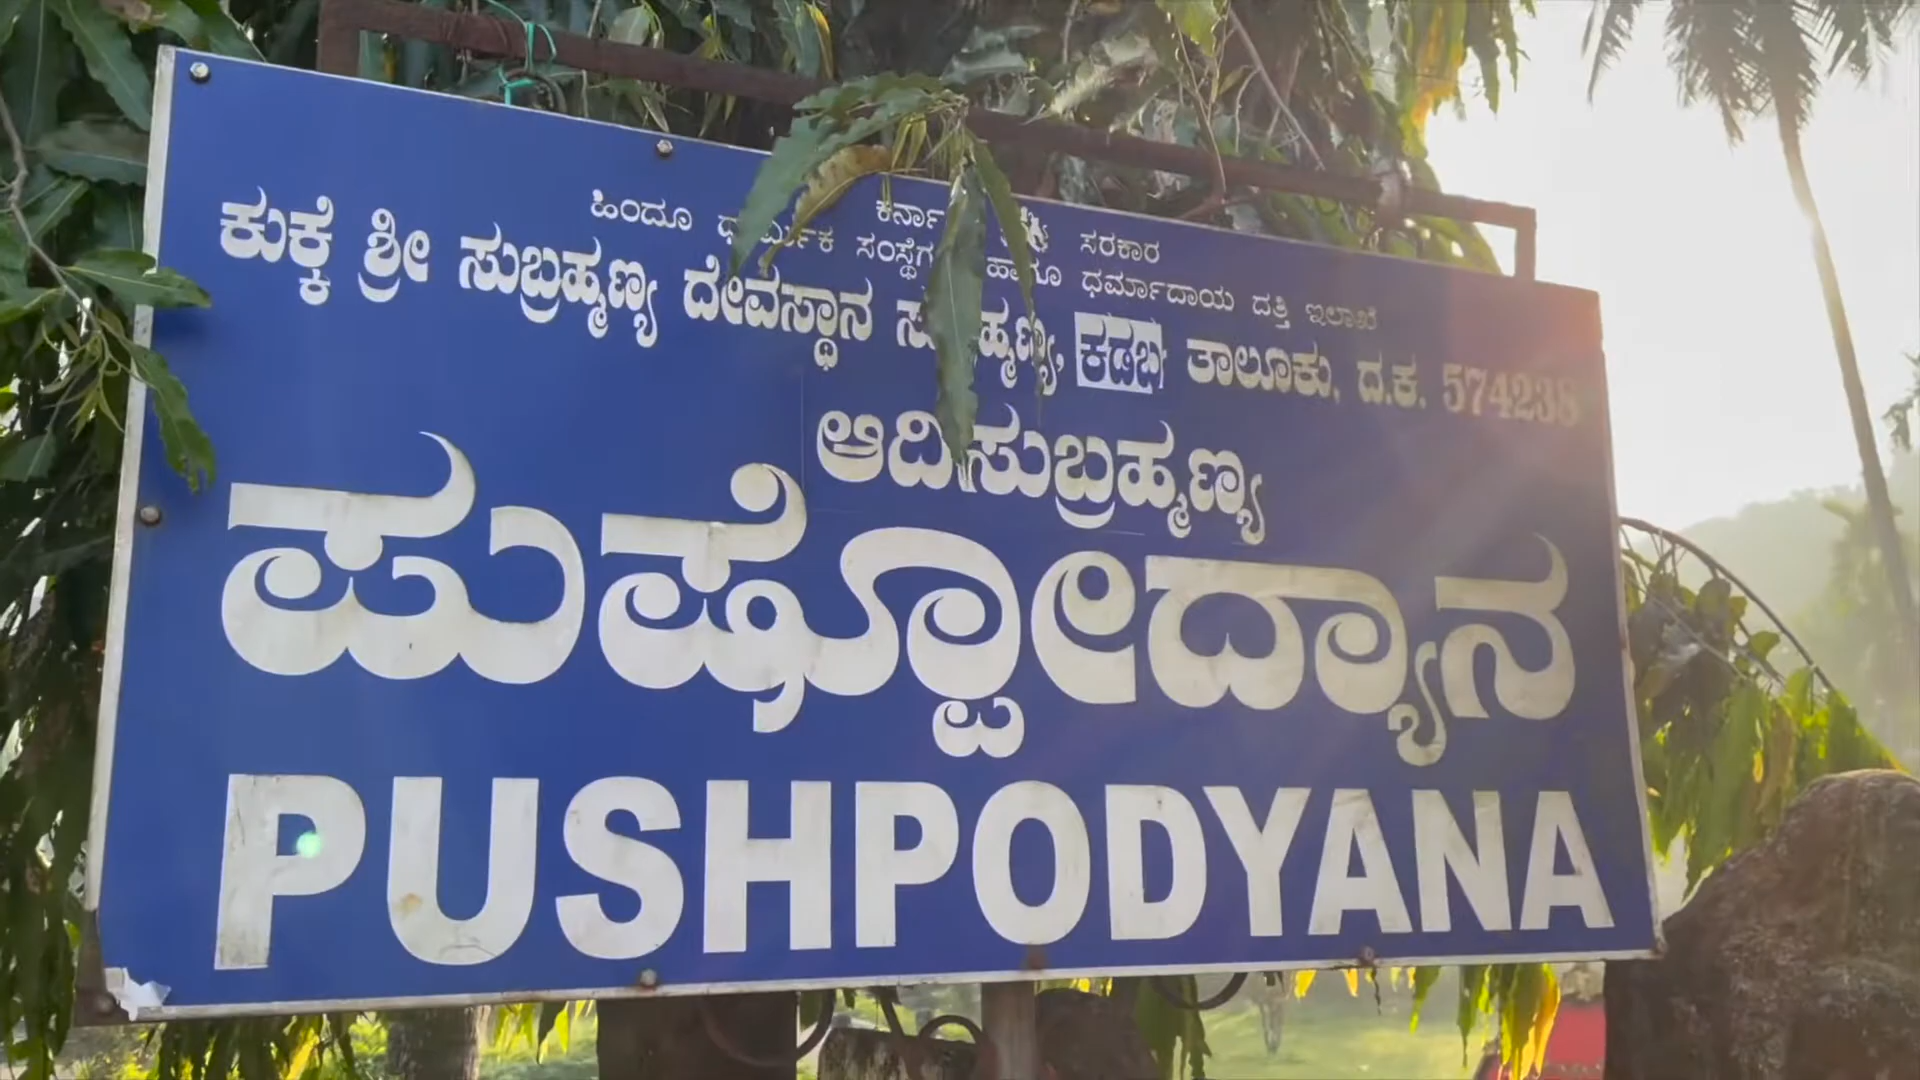 ಸರಕಾರ
ಹಿಂದೂ ಧಾರ್ಮಿಕ ಹಾಗೂ ಧರ್ಮಾದಾಯ ದತ್ತಿ ಇಲಾಖೆ
ಕುಕ್ಕೆ ಶ್ರೀ ಸುಬ್ರಹ್ಮಣ್ಯ ದೇವಸ್ಥಾನ ಕಡಬ ತಾಲೂಕು, ದ.ಕ. 574238
ಆದಿಸುಬ್ರಹ್ಮಣ್ಯ
ಪುಷ್ಪೋದ್ಯಾನ
PUSHPODYANA